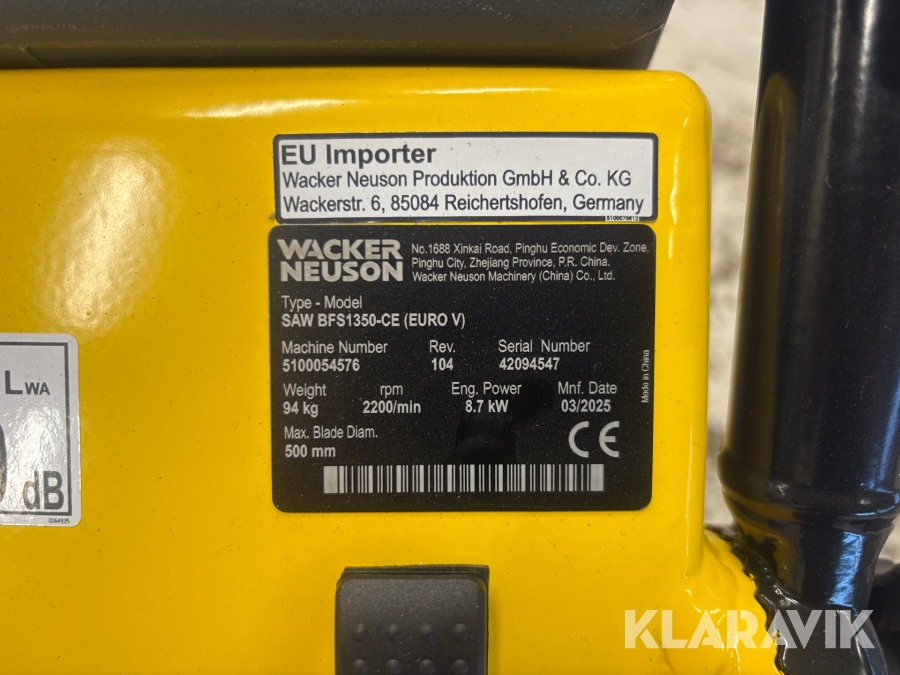 EU Importer
Wacker Neuson Produktion GmbH & Co. KG
Wackerstr. 6, 85084 Reichertshofen, Germany
WACKER
NEUSON
No.1688 Xinkai Road, Pinghu Economic Dev. Zone,
Pinghu City, Zhejiang Province, P.R. China.
Wacker Neuson Machinery (China) Co., Ltd.
Type - Model
SAW BFS1350-CE (EURO V)
Machine Number Rev. Serial Number
5100054576 104 42094547
Weight rpm Eng. Power Mnf. Date
94 kg 2200/min 8.7 kW 03/2025
Max. Blade Diam.
500 mm
CE
Made in China
LWA
dB
KLARAVIK